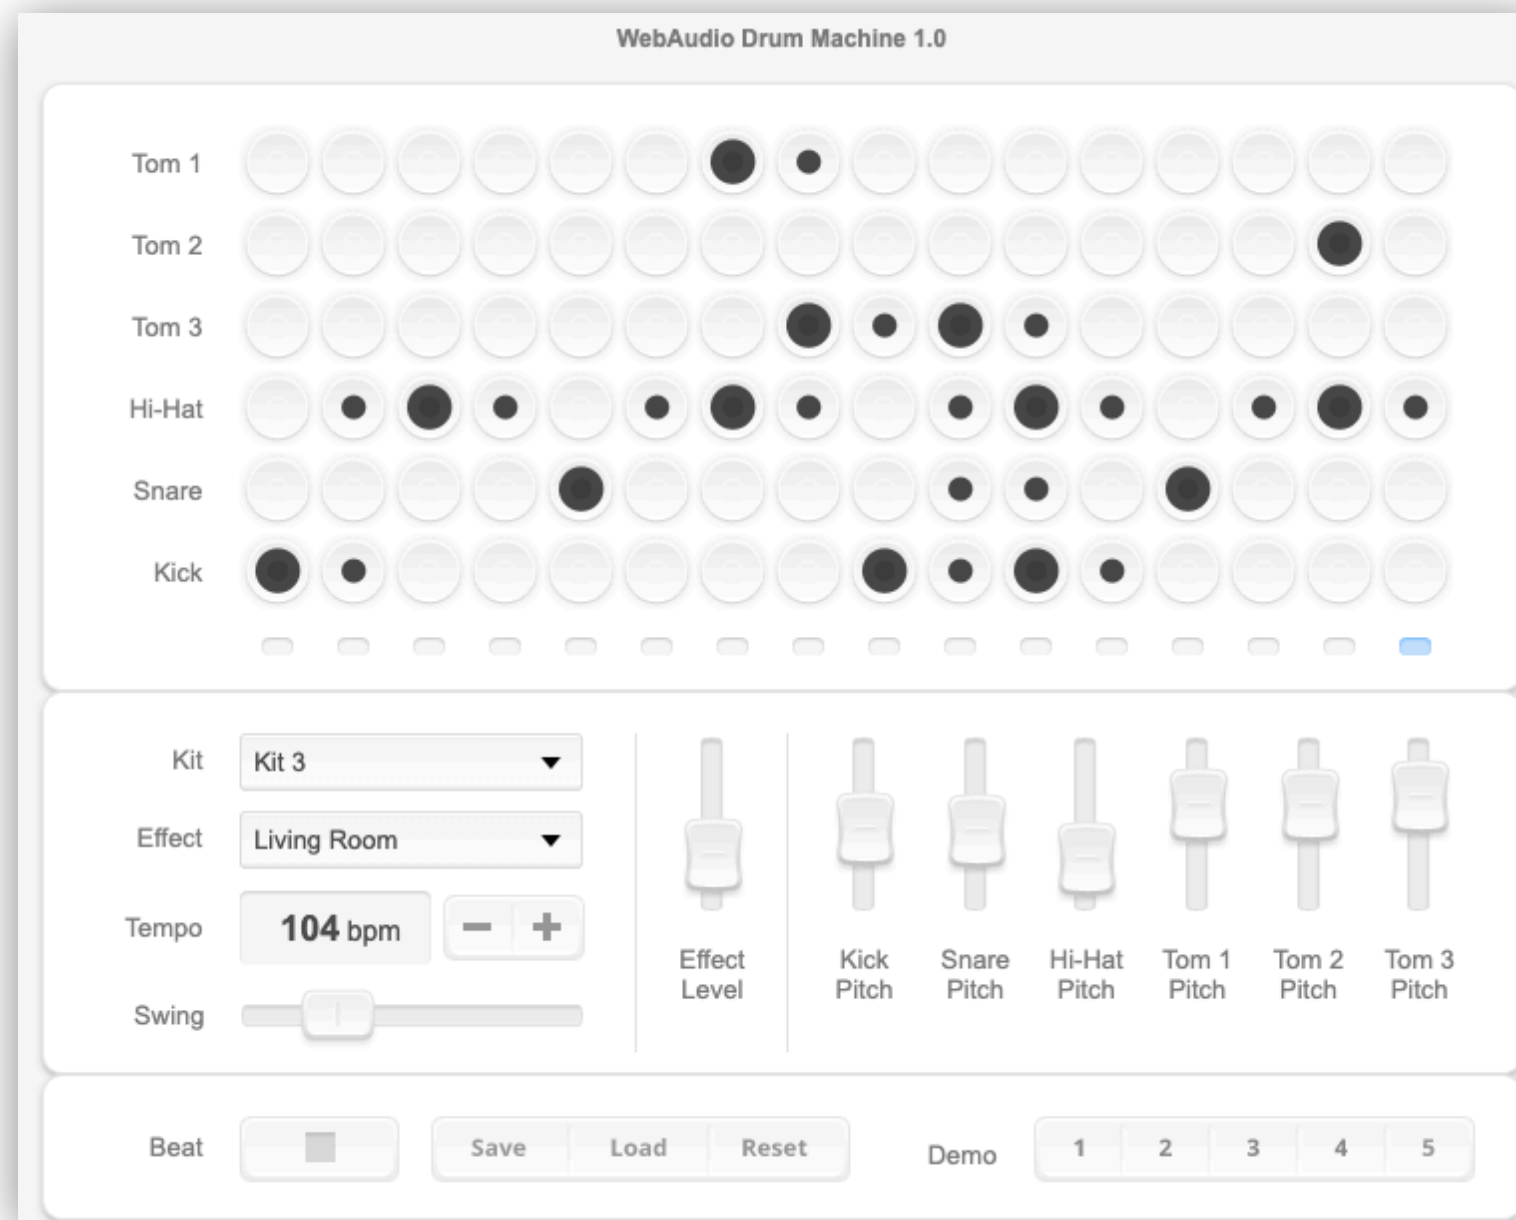 WebAudio Drum Machine 1.0
Tom 1
Tom 2
Tom 3
Hi-Hat
Snare
Kick
Kit
Kit 3
Effect
Living Room
Tempo
104 bpm
Swing
Effect
Level
Kick
Pitch
Snare
Pitch
Hi-Hat
Pitch
Tom 1
Pitch
Tom 2
Pitch
Tom 3
Pitch
Beat
Save
Load
Reset
Demo
1
2
3
4
5